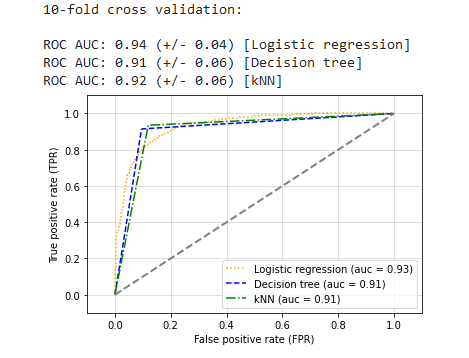 10-fold cross validation:
ROC AUC: 0.94 (+/- 0.04) [Logistic regression]
ROC AUC: 0.91 (+/- 0.06) [Decision tree]
ROC AUC: 0.92 (+/- 0.06) [kNN]
1.0
0.8
0.6
0.4
0.2
0.0
True positive rate (TPR)
Logistic regression (auc = 0.93)
Decision tree (auc = 0.91)
kNN (auc = 0.91)
0.0 0.2 0.4 0.6 0.8 1.0
False positive rate (FPR)